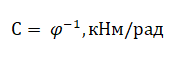 C = φ⁻¹, кНм/рад